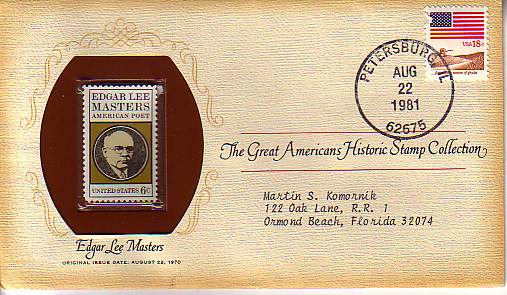 EDGAR LEE
MASTERS
AMERICAN POET
UNITED STATES 6c
Edgar Lee Masters
ORIGINAL ISSUE DATE: AUGUST 22, 1970
USA 18c
PETERSBURG, IL
AUG
22
1981
62675
The Great Americans Historic Stamp Collection
Martin S. Komornik
122 Oak Lane, R.R. 1
Ormond Beach, Florida 32074